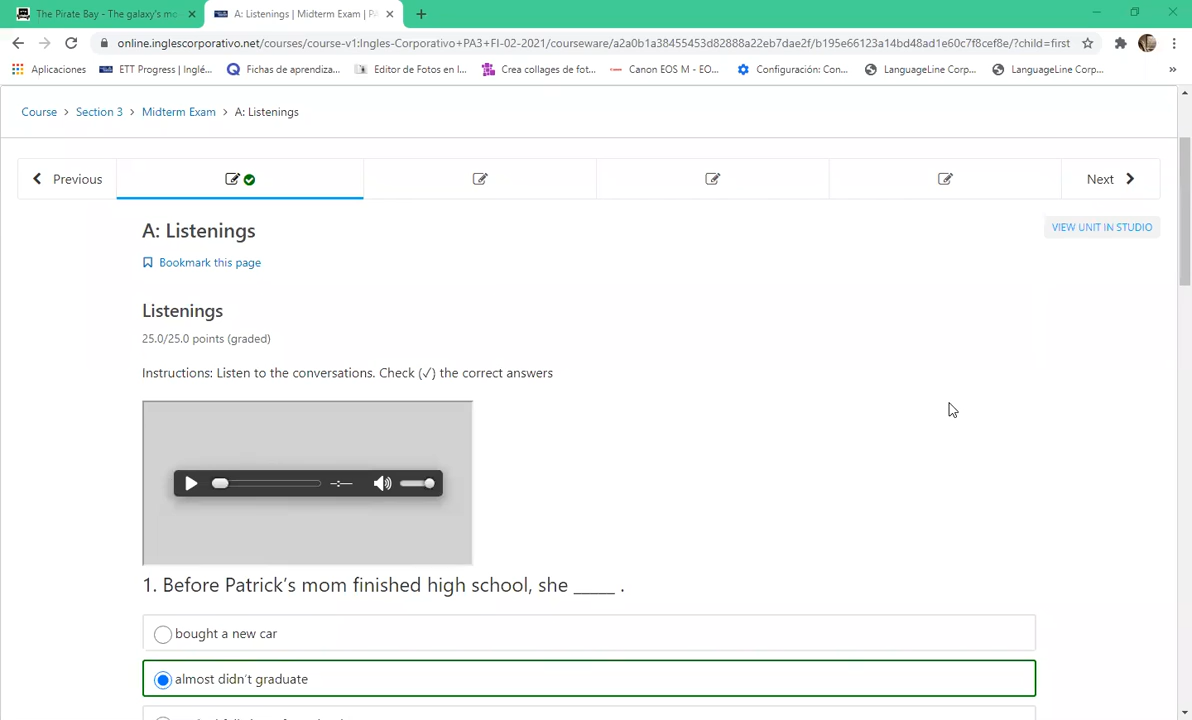 The Pirate Bay - The galaxy's mo
A: Listenings | Midterm Exam | PA
online.inglescorporativo.net/courses/course-v1:Ingles-Corporativo+PA3+FI-02-2021/courseware/a2a0b1a38455453d82888a22eb7dae2f/b195e66123a14bd48ad1e60c7f8cef8e/?child=first
Aplicaciones
ETT Progress | Inglé...
Fichas de aprendiza...
Editor de Fotos en l...
Crea collages de fot...
Canon EOS M - EO...
Configuración: Con...
LanguageLine Corp...
LanguageLine Corp...
»
Course > Section 3 > Midterm Exam > A: Listenings
Previous
Next
A: Listenings
VIEW UNIT IN STUDIO
Bookmark this page
Listenings
25.0/25.0 points (graded)
Instructions: Listen to the conversations. Check (✓) the correct answers
-:--
1. Before Patrick's mom finished high school, she _____ .
bought a new car
almost didn't graduate